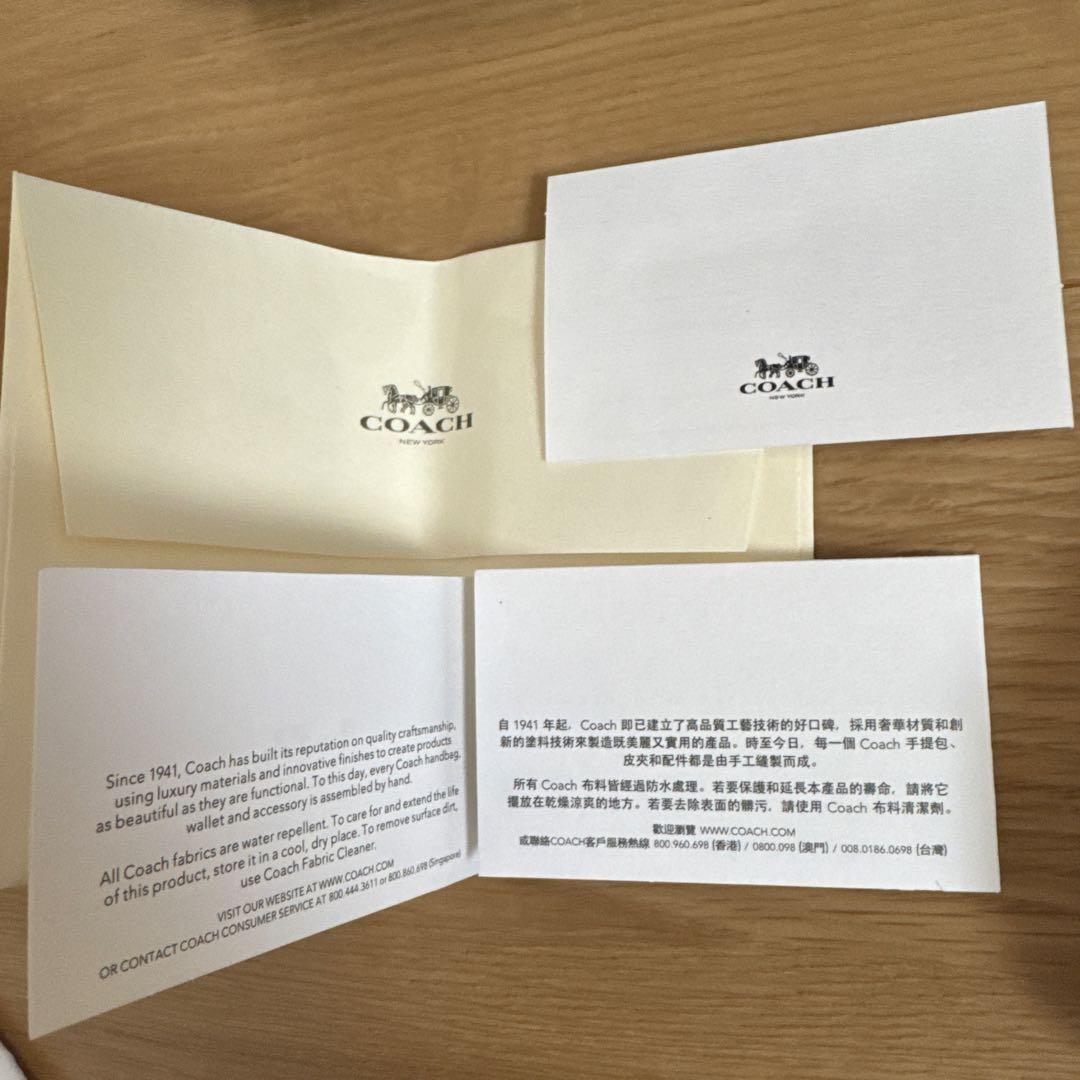 COACH
NEW YORK
COACH
NEW YORK
Since 1941, Coach has built its reputation on quality craftsmanship,
using luxury materials and innovative finishes to create products
as beautiful as they are functional. To this day, every Coach handbag,
wallet and accessory is assembled by hand.
All Coach fabrics are water repellent. To care for and extend the life
of this product, store it in a cool, dry place. To remove surface dirt,
use Coach Fabric Cleaner.
VISIT OUR WEBSITE AT WWW.COACH.COM
OR CONTACT COACH CONSUMER SERVICE AT 800.444.3611 or 800.860.698 (Singapore)
自 1941 年起，Coach 即已建立了高品質工藝技術的好口碑，採用奢華材質和創
新的塗料技術來製造既美麗又實用的產品。時至今日，每一個 Coach 手提包、
皮夾和配件都是由手工縫製而成。
所有 Coach 布料皆經過防水處理。若要保護和延長本產品的壽命，請將它
擺放在乾燥涼爽的地方。若要去除表面的髒污，請使用 Coach 布料清潔劑。
歡迎瀏覽 WWW.COACH.COM
或聯絡COACH客戶服務熱線 800.960.698 (香港) / 0800.098 (澳門) / 008.0186.0698 (台灣)